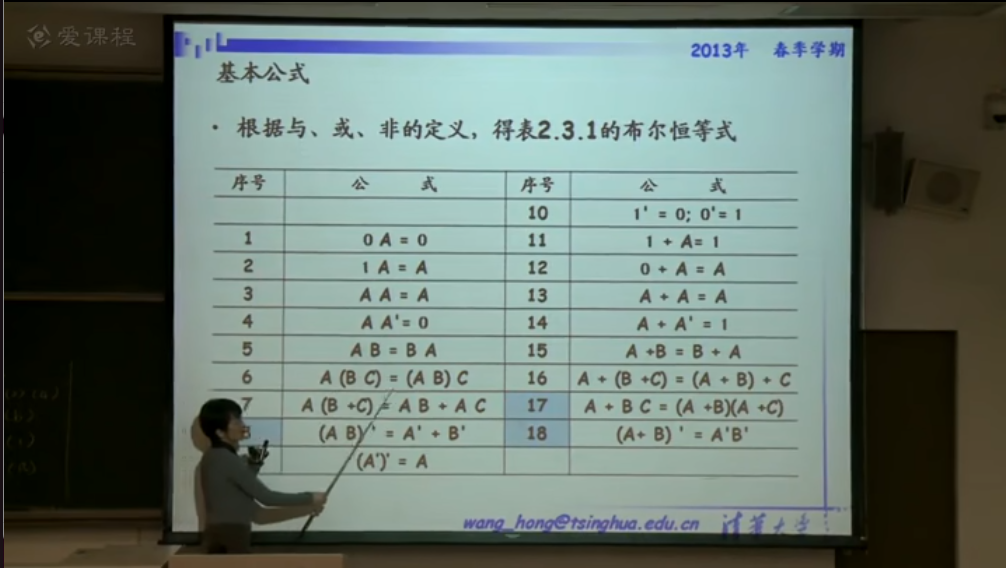 爱课程
2013年 春季学期
基本公式
• 根据与、或、非的定义，得表2.3.1的布尔恒等式
序号 公 式 序号 公 式
10 1' = 0; 0'= 1
1 0 A = 0 11 1 + A= 1
2 1 A = A 12 0 + A = A
3 A A = A 13 A + A = A
4 A A'= 0 14 A + A' = 1
5 A B = B A 15 A +B = B + A
6 A (B C) = (A B) C 16 A + (B +C) = (A + B) + C
7 A (B +C) = A B + A C 17 A + B C = (A +B)(A +C)
(A B) ' = A' + B' 18 (A+ B) ' = A'B'
(A')' = A
wang_hong@tsinghua.edu.cn 清华大学